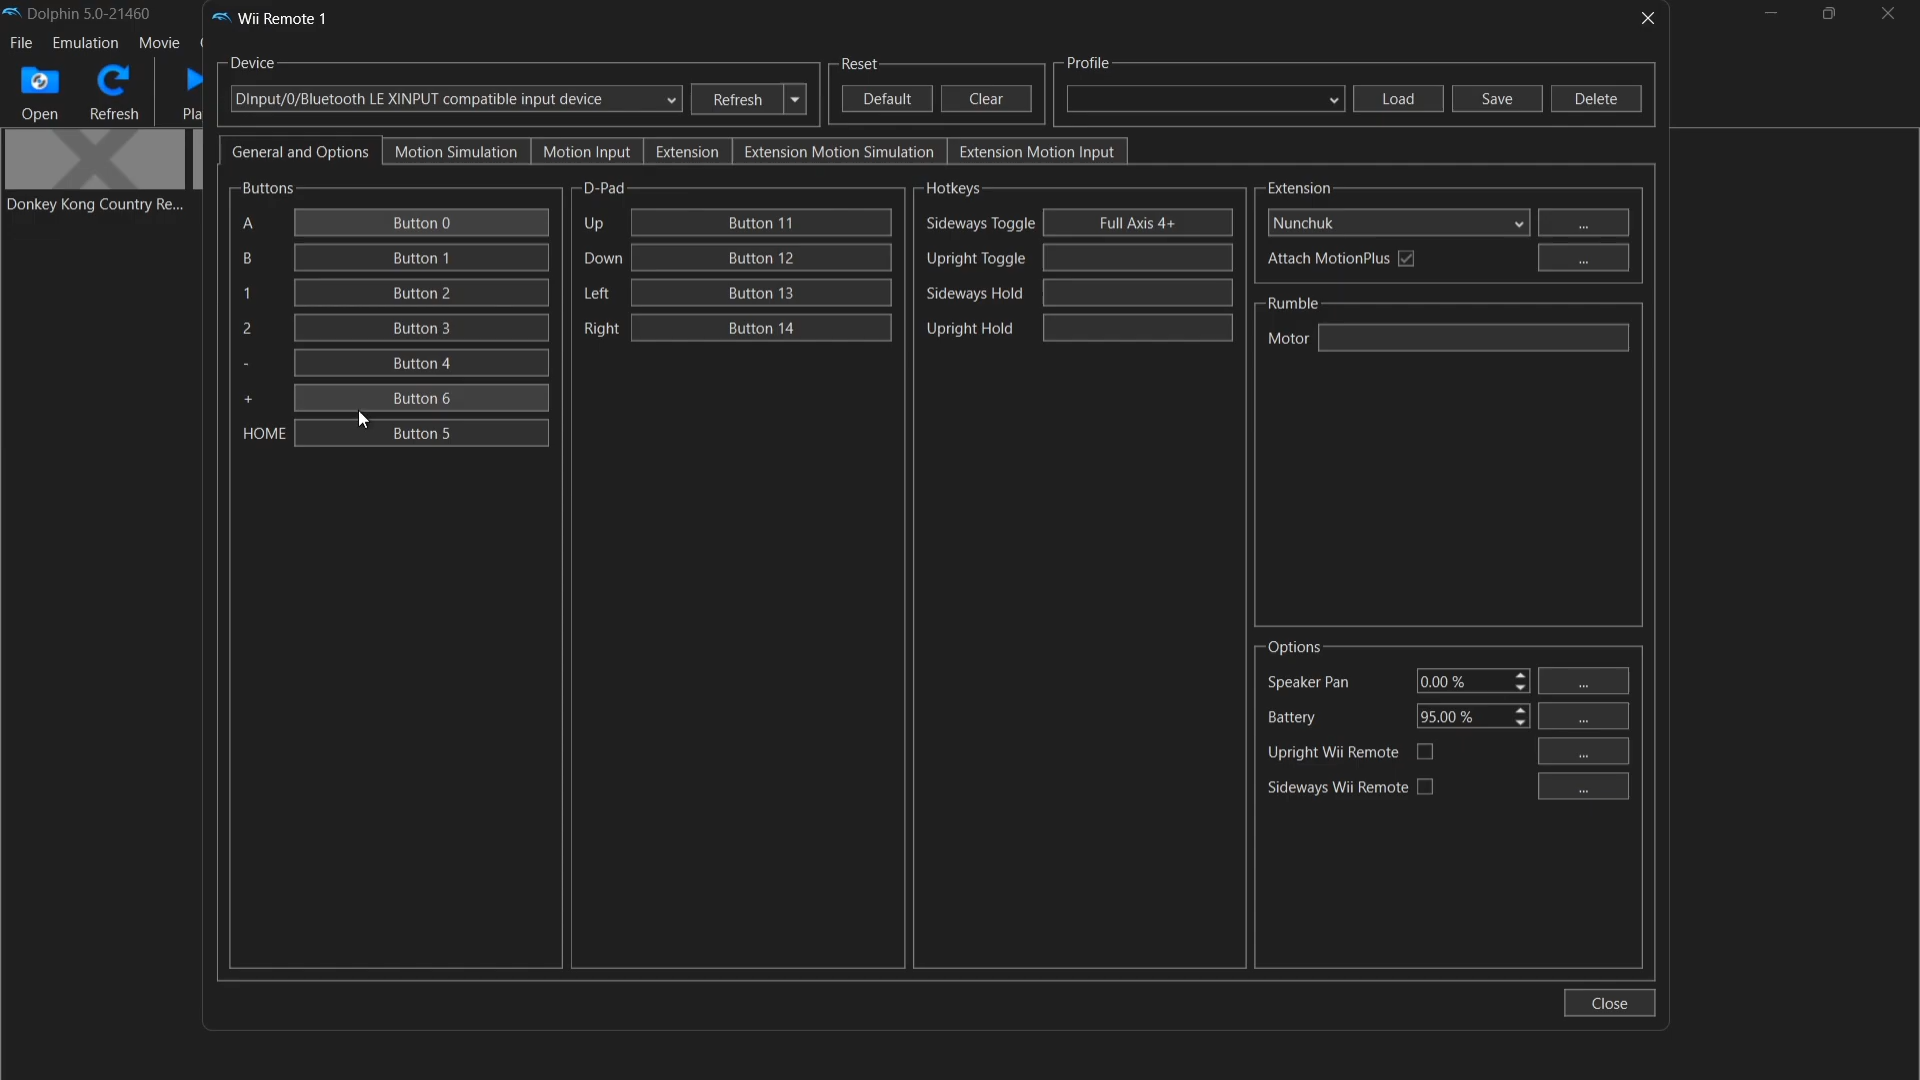 Dolphin 5.0-21460
Wii Remote 1
File Emulation Movie
Open Refresh Pla
Donkey Kong Country Re...
Device
DInput/0/Bluetooth LE XINPUT compatible input device Refresh
Reset
Default Clear
Profile
Load Save Delete
General and Options Motion Simulation Motion Input Extension Extension Motion Simulation Extension Motion Input
Buttons
A Button 0
B Button 1
1 Button 2
2 Button 3
- Button 4
+ Button 6
HOME Button 5
D-Pad
Up Button 11
Down Button 12
Left Button 13
Right Button 14
Hotkeys
Sideways Toggle Full Axis 4+
Upright Toggle
Sideways Hold
Upright Hold
Extension
Nunchuk ...
Attach MotionPlus ...
Rumble
Motor
Options
Speaker Pan 0.00 % ...
Battery 95.00 % ...
Upright Wii Remote ...
Sideways Wii Remote ...
Close